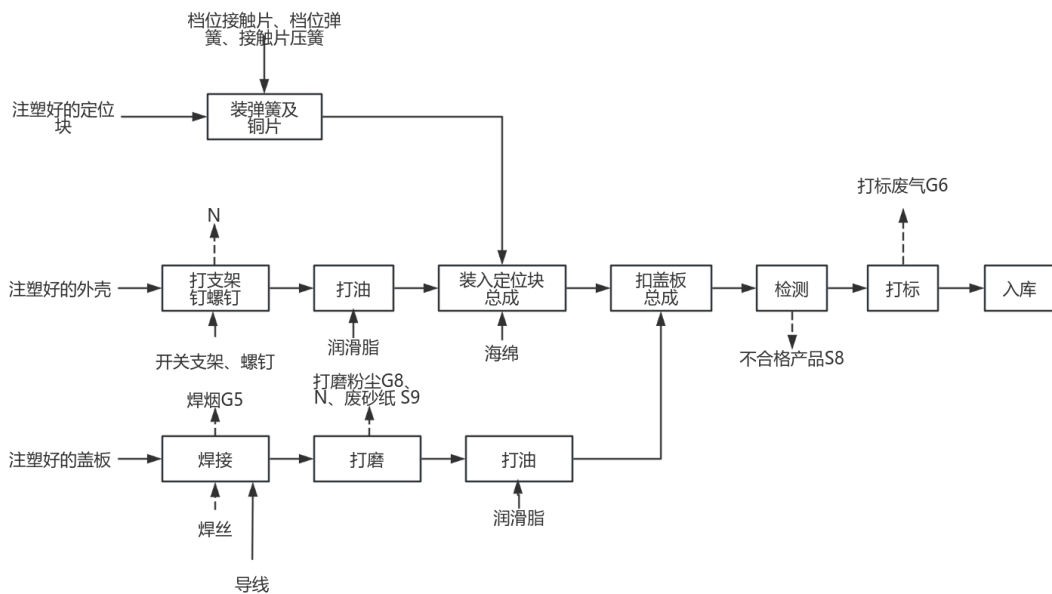 档位接触片、档位弹
簧、接触片压簧
注塑好的定位
块
装弹簧及
铜片
打标废气G6
N
注塑好的外壳
打支架
钉螺钉
打油
装入定位块
总成
扣盖板
总成
检测
打标
入库
开关支架、螺钉
润滑脂
海绵
不合格产品S8
焊烟G5
打磨粉尘G8、
N、废砂纸 S9
注塑好的盖板
焊接
打磨
打油
焊丝
润滑脂
导线